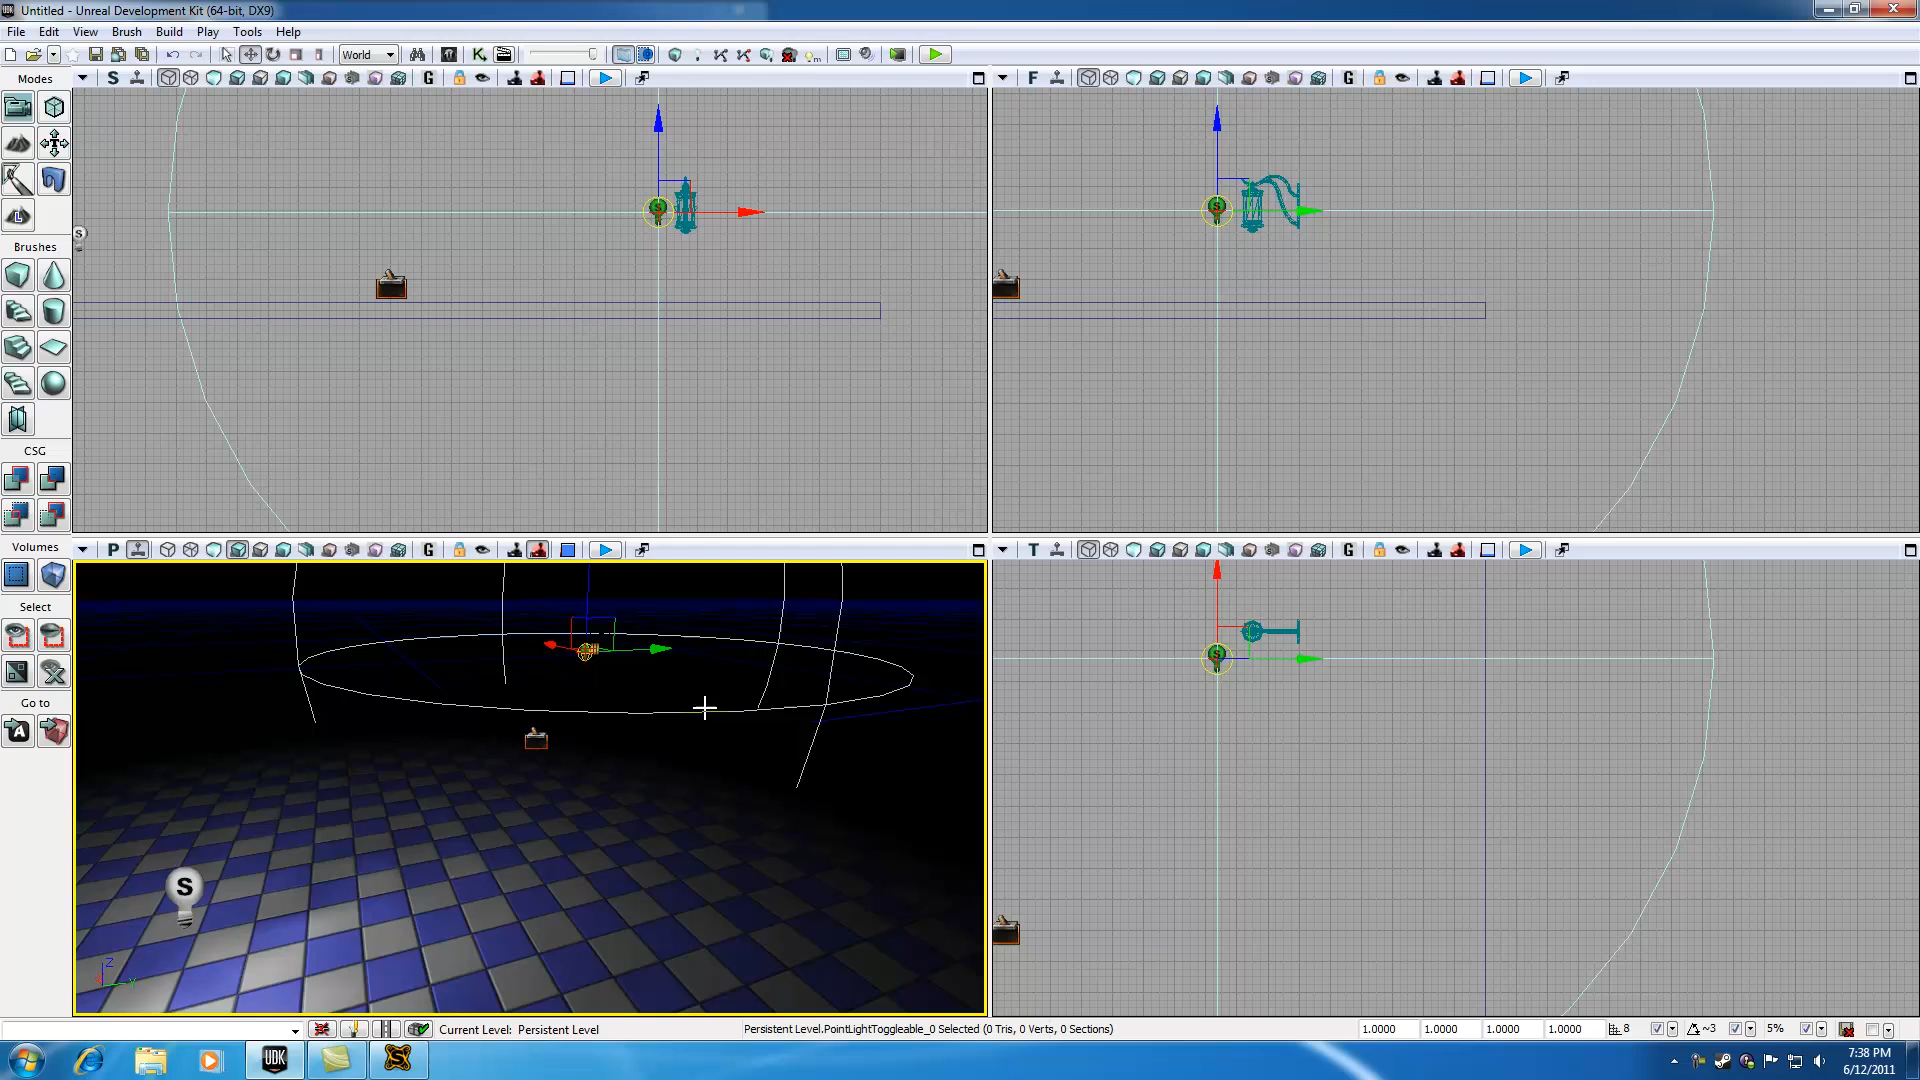 Untitled - Unreal Development Kit (64-bit, DX9)
File Edit View Brush Build Play Tools Help
World
Modes
S
G
F
G
L
S
S
S
S
Brushes
CSG
Volumes
P
G
T
G
Select
Go to
A
S
S
Z
Y
Current Level: Persistent Level
Persistent Level.PointLightToggleable_0 Selected (0 Tris, 0 Verts, 0 Sections)
1.0000 1.0000 1.0000 1.0000
8
~3
5%
UDK
7:38 PM
6/12/2011